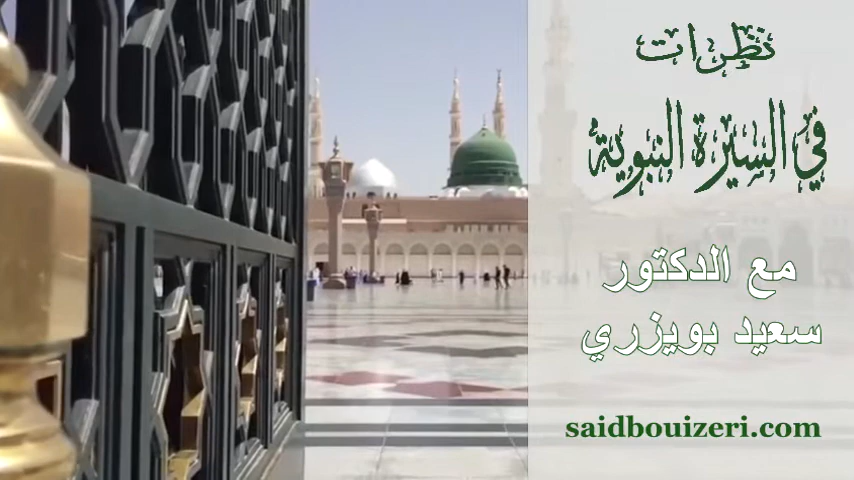 نظرات
في السيرة النبوية
مع الدكتور
سعيد بويزري
saidbouizeri.com